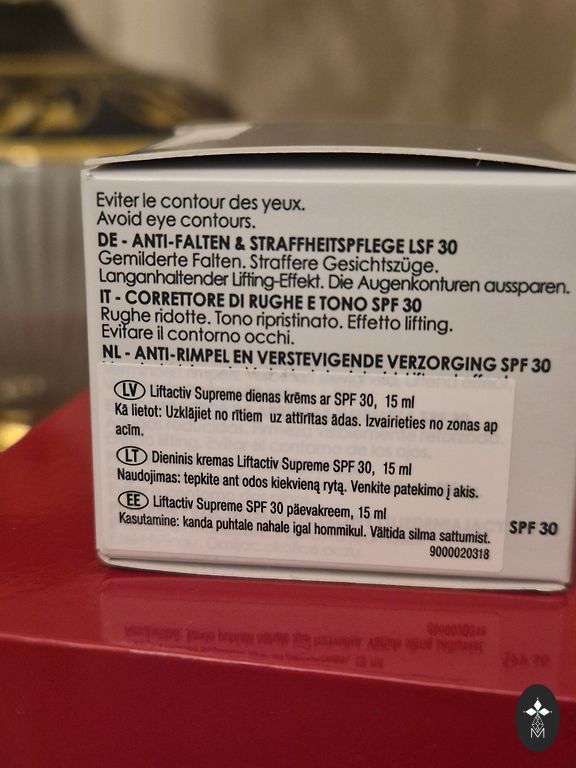 Eviter le contour des yeux.
Avoid eye contours.
DE - ANTI-FALTEN & STRAFFHEITSPFLEGE LSF 30
Gemilderte Falten. Straffere Gesichtszüge.
Langanhaltender Lifting-Effekt. Die Augenkonturen aussparen.
IT - CORRETTORE DI RUGHE E TONO SPF 30
Rughe ridotte. Tono ripristinato. Effetto lifting.
Evitare il contorno occhi.
NL - ANTI-RIMPEL EN VERSTEVIGENDE VERZORGING SPF 30
LV Liftactiv Supreme dienas krēms ar SPF 30, 15 ml
Kā lietot: Uzklājiet no rītiem uz attīrītas ādas. Izvairieties no zonas ap
acīm.
LT Dieninis kremas Liftactiv Supreme SPF 30, 15 ml
Naudojimas: tepkite ant odos kiekvieną rytą. Venkite patekimo į akis.
EE Liftactiv Supreme SPF 30 päevakreem, 15 ml
Kasutamine: kanda puhtale nahale igal hommikul. Vältida silma sattumist.
9000020318
SPF 30
M